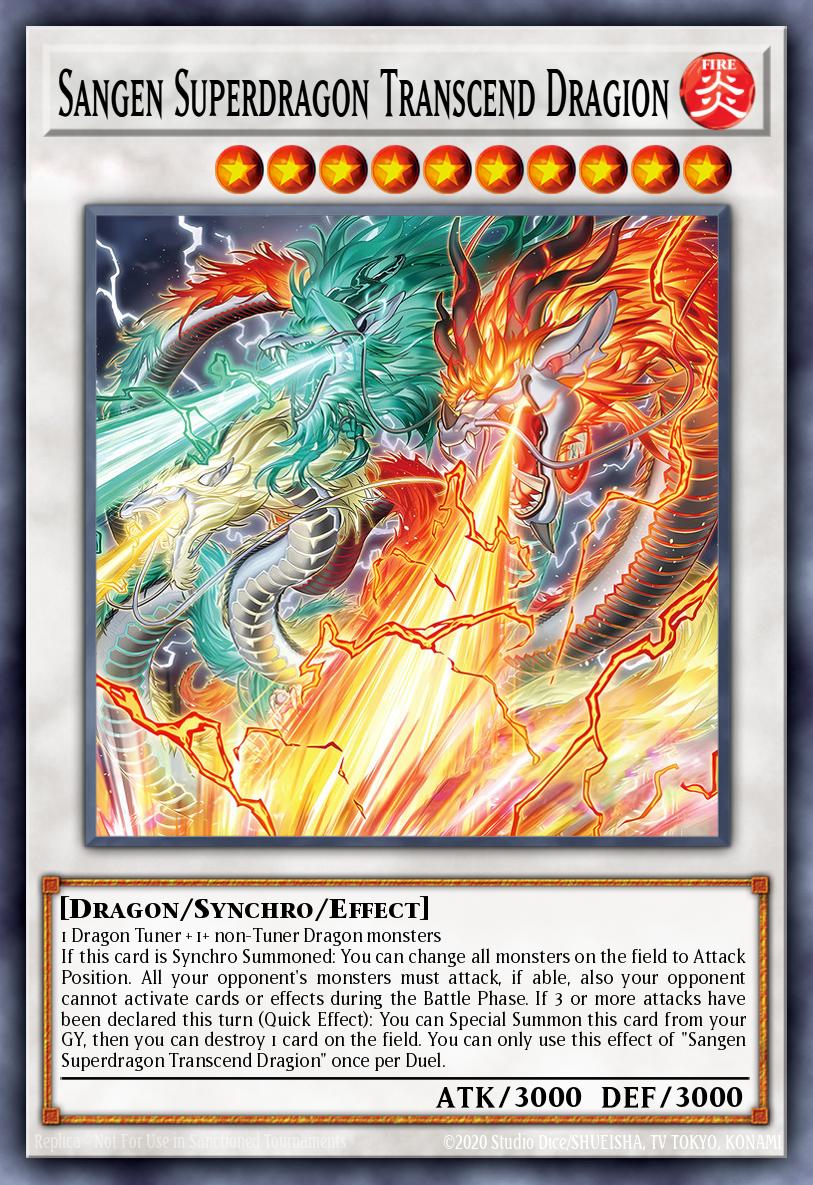 Sangen Superdragon Transcend Dragion
FIRE
炎
[Dragon/Synchro/Effect]
1 Dragon Tuner + 1+ non-Tuner Dragon monsters
If this card is Synchro Summoned: You can change all monsters on the field to Attack
Position. All your opponent's monsters must attack, if able, also your opponent
cannot activate cards or effects during the Battle Phase. If 3 or more attacks have
been declared this turn (Quick Effect): You can Special Summon this card from your
GY, then you can destroy 1 card on the field. You can only use this effect of "Sangen
Superdragon Transcend Dragion" once per Duel.
ATK/3000 DEF/3000
Replica - Not For Use in Sanctioned Tournaments
©2020 Studio Dice/SHUEISHA, TV TOKYO, KONAMI